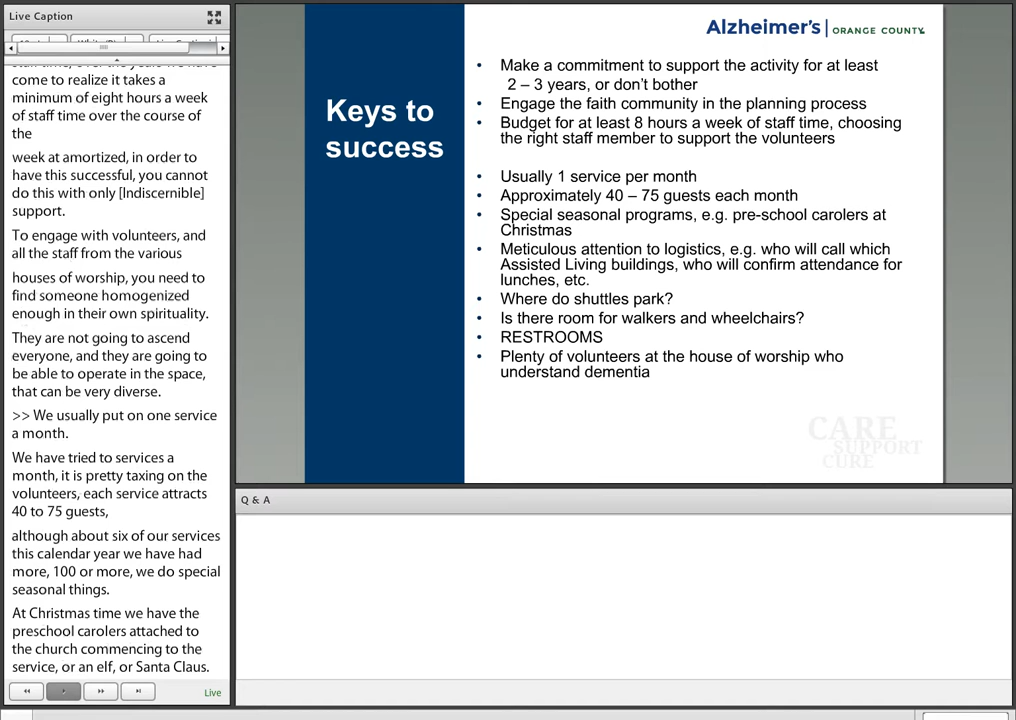 Live Caption
come to realize it takes a
minimum of eight hours a week
of staff time over the course of
the
week at amortized, in order to
have this successful, you cannot
do this with only [Indiscernible]
support.
To engage with volunteers, and
all the staff from the various
houses of worship, you need to
find someone homogenized
enough in their own spirituality.
They are not going to ascend
everyone, and they are going to
be able to operate in the space,
that can be very diverse.
>> We usually put on one service
a month.
We have tried to services a
month, it is pretty taxing on the
volunteers, each service attracts
40 to 75 guests,
although about six of our services
this calendar year we have had
more, 100 or more, we do special
seasonal things.
At Christmas time we have the
preschool carolers attached to
the church commencing to the
service, or an elf, or Santa Claus.
Live
Alzheimer's | ORANGE COUNTY
Keys to
success
• Make a commitment to support the activity for at least
2 – 3 years, or don't bother
• Engage the faith community in the planning process
• Budget for at least 8 hours a week of staff time, choosing
the right staff member to support the volunteers
• Usually 1 service per month
• Approximately 40 – 75 guests each month
• Special seasonal programs, e.g. pre-school carolers at
Christmas
• Meticulous attention to logistics, e.g. who will call which
Assisted Living buildings, who will confirm attendance for
lunches, etc.
• Where do shuttles park?
• Is there room for walkers and wheelchairs?
• RESTROOMS
• Plenty of volunteers at the house of worship who
understand dementia
CARE
SUPPORT
CURE
Q & A